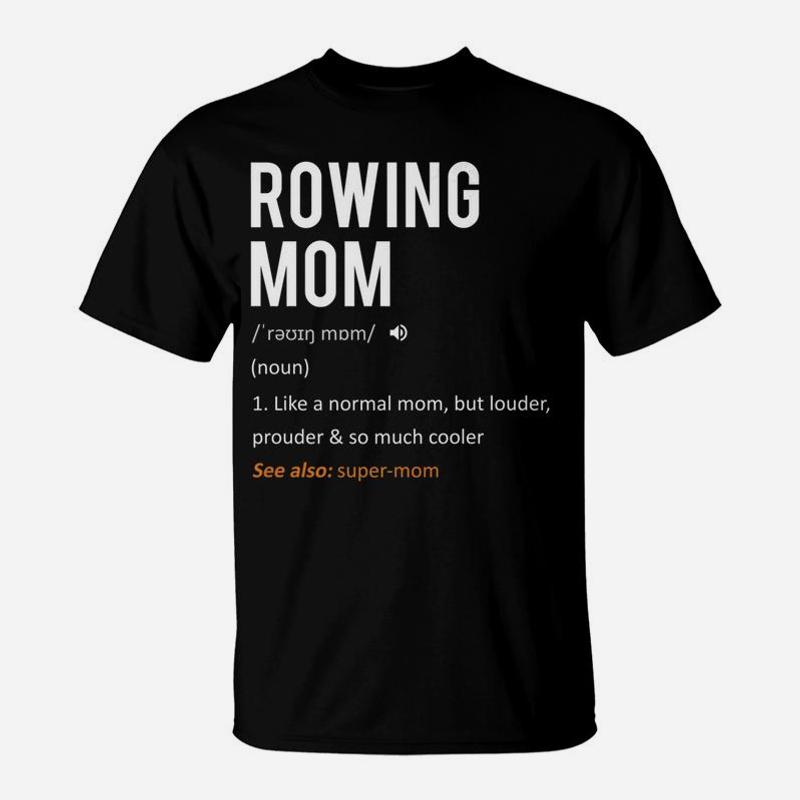 ROWING
MOM
/ˈrəʊɪŋ mɒm/
(noun)
1. Like a normal mom, but louder,
prouder & so much cooler
See also: super-mom